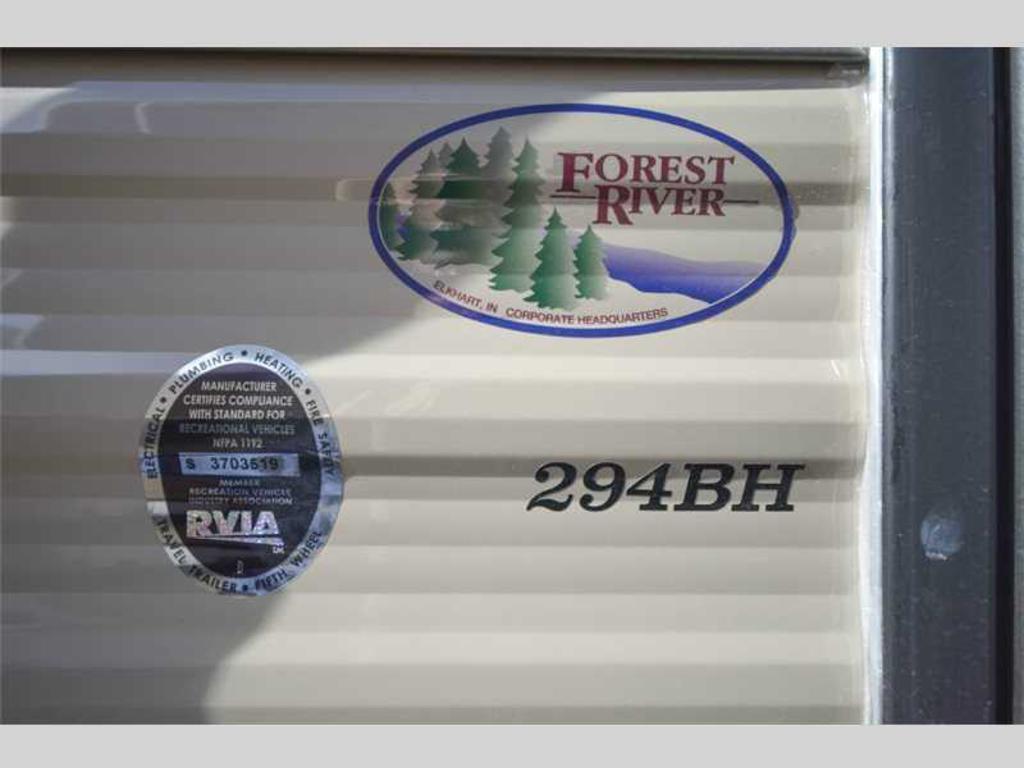 FOREST
RIVER
ELKHART, IN CORPORATE HEADQUARTERS
ELECTRICAL • PLUMBING • HEATING • FIRE SAFETY
MANUFACTURER
CERTIFIES COMPLIANCE
WITH STANDARD FOR
RECREATIONAL VEHICLES
NFPA 1192
S 3703519
MEMBER
RECREATION VEHICLE
INDUSTRY ASSOCIATION
RVIA
TRAVEL TRAILER • FIFTH WHEEL
294BH